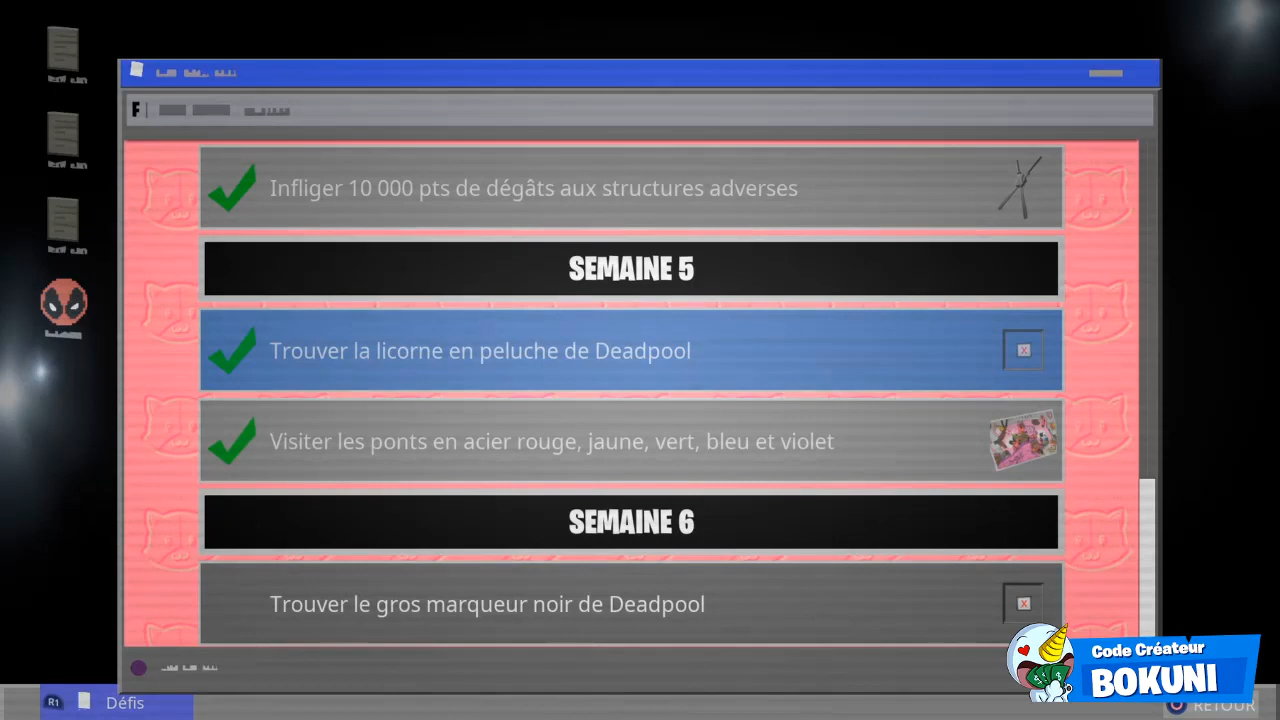 F
Infliger 10 000 pts de dégâts aux structures adverses
SEMAINE 5
Trouver la licorne en peluche de Deadpool
Visiter les ponts en acier rouge, jaune, vert, bleu et violet
SEMAINE 6
Trouver le gros marqueur noir de Deadpool
Code Créateur
BOKUNI
R1 Défis
RETOUR